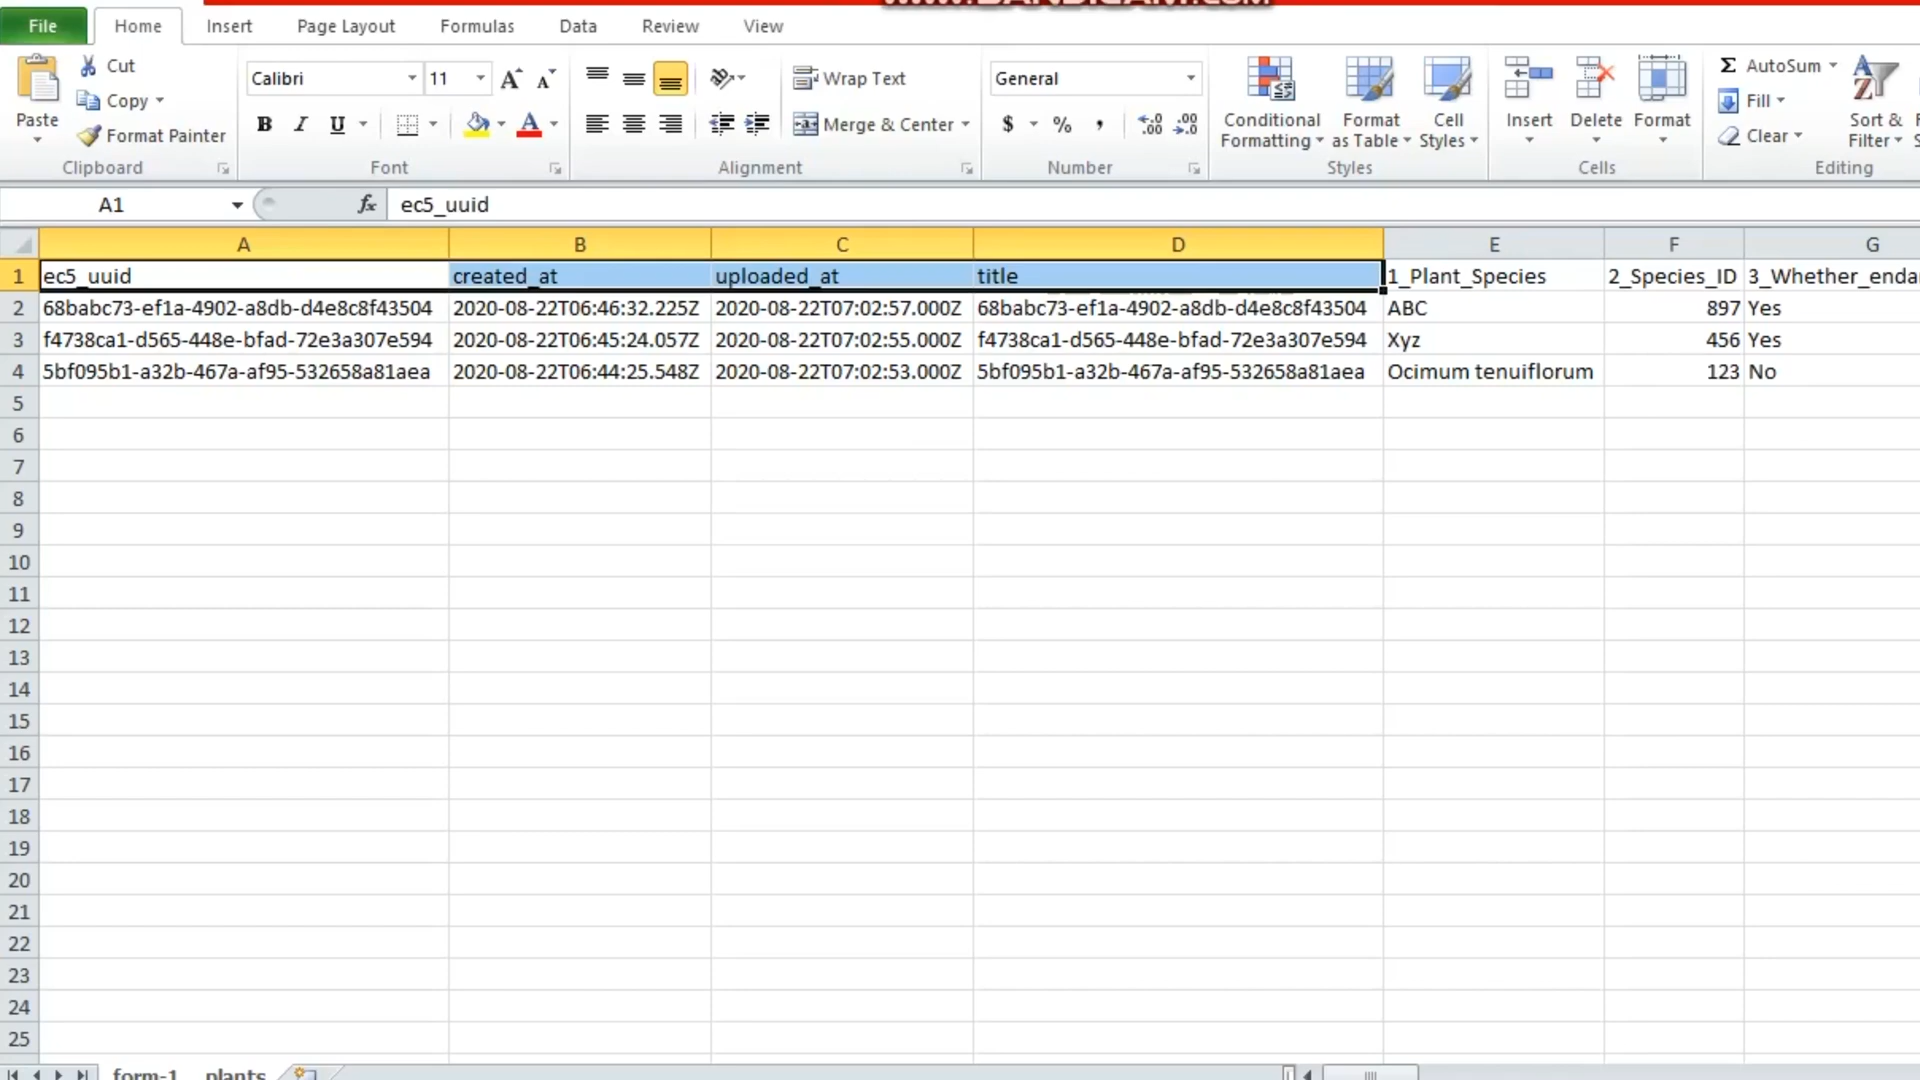 www.BANDICAM.com
File Home Insert Page Layout Formulas Data Review View
Cut
Copy
Format Painter
Paste
Clipboard
Calibri 11
B I U
Font
Wrap Text
Merge & Center
Alignment
General
$ % ,
Number
Conditional Formatting
Format as Table
Cell Styles
Styles
Insert Delete Format
Cells
AutoSum
Fill
Clear
Sort &
Filter
Editing
A1 fx ec5_uuid
A B C D E F G
1 ec5_uuid created_at uploaded_at title 1_Plant_Species 2_Species_ID 3_Whether_enda
2 68babc73-ef1a-4902-a8db-d4e8c8f43504 2020-08-22T06:46:32.225Z 2020-08-22T07:02:57.000Z 68babc73-ef1a-4902-a8db-d4e8c8f43504 ABC 897 Yes
3 f4738ca1-d565-448e-bfad-72e3a307e594 2020-08-22T06:45:24.057Z 2020-08-22T07:02:55.000Z f4738ca1-d565-448e-bfad-72e3a307e594 Xyz 456 Yes
4 5bf095b1-a32b-467a-af95-532658a81aea 2020-08-22T06:44:25.548Z 2020-08-22T07:02:53.000Z 5bf095b1-a32b-467a-af95-532658a81aea Ocimum tenuiflorum 123 No
5
6
7
8
9
10
11
12
13
14
15
16
17
18
19
20
21
22
23
24
25
form-1 plants